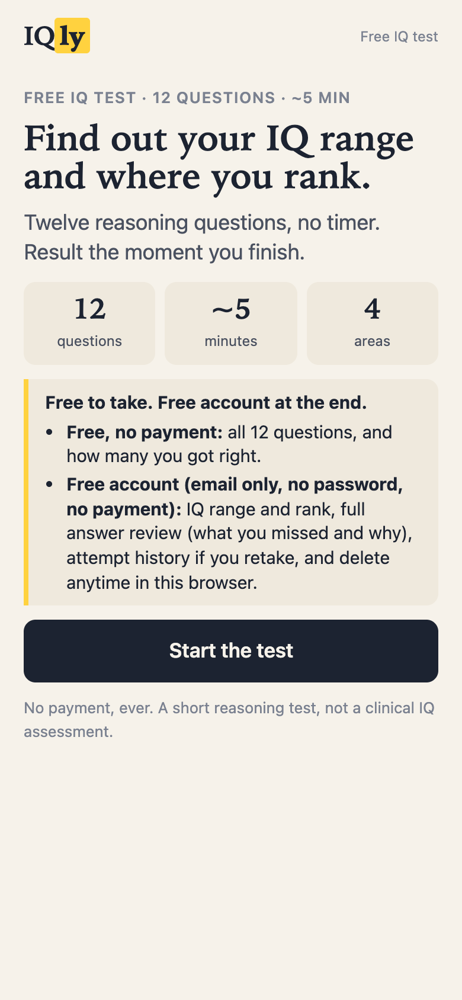 IQly
Free IQ test
FREE IQ TEST · 12 QUESTIONS · ~5 MIN
Find out your IQ range
and where you rank.
Twelve reasoning questions, no timer.
Result the moment you finish.
12
questions
~5
minutes
4
areas
Free to take. Free account at the end.
• Free, no payment: all 12 questions, and
how many you got right.
• Free account (email only, no password,
no payment): IQ range and rank, full
answer review (what you missed and why),
attempt history if you retake, and delete
anytime in this browser.
Start the test
No payment, ever. A short reasoning test, not a clinical IQ
assessment.